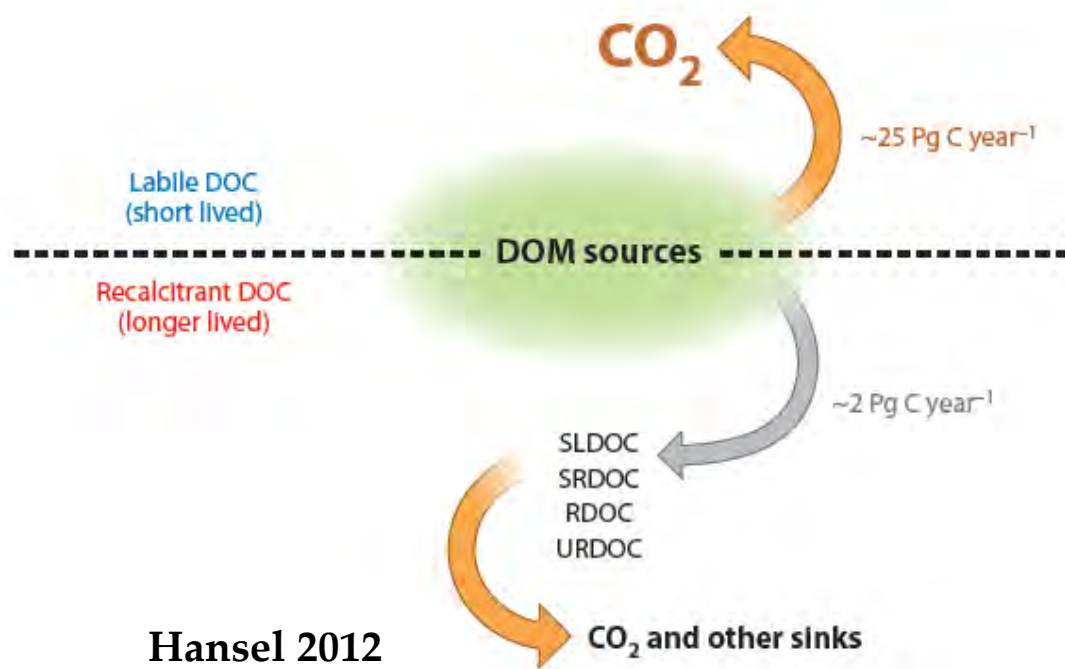 CO₂
~25 Pg C year⁻¹
Labile DOC
(short lived)
DOM sources
Recalcitrant DOC
(longer lived)
~2 Pg C year⁻¹
SLDOC
SRDOC
RDOC
URDOC
CO₂ and other sinks
Hansel 2012